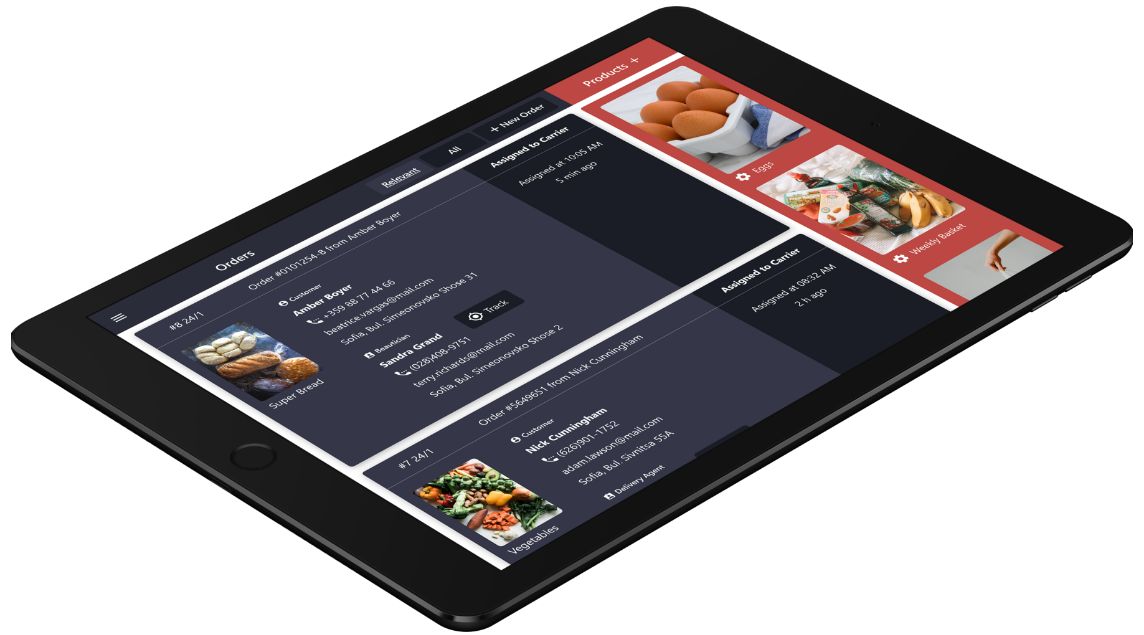 Orders
Relevant
All
+ New Order
Products +
#8 24/1
Order #0101254-8 from Amber Boyer
Assigned to Carrier
Super Bread
Customer
Amber Boyer
+359 88 77 44 66
beatrice.vargas@mail.com
Sofia, Bul. Simeonovsko Shose 31
Beautician
Sandra Grand
(028)408-9751
terry.richards@mail.com
Sofia, Bul. Simeonovsko Shose 2
Track
Assigned at 10:05 AM
5 min ago
#7 24/1
Order #5649651 from Nick Cunningham
Assigned to Carrier
Vegetables
Customer
Nick Cunningham
(626)901-1752
adam.lawson@mail.com
Sofia, Bul. Slivnitsa 55A
Delivery Agent
Assigned at 08:32 AM
2 h ago
Eggs
Weekly Basket